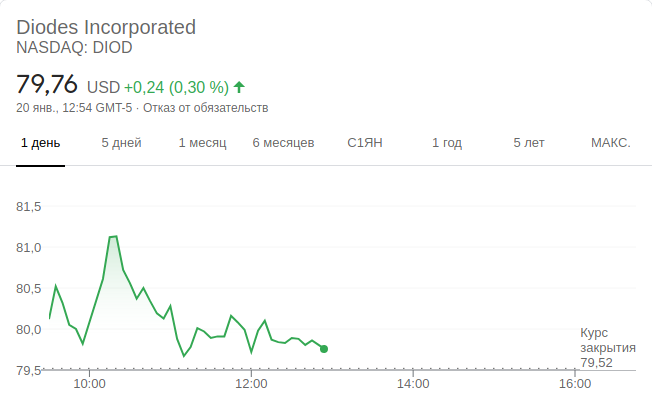 Diodes Incorporated
NASDAQ: DIOD
79,76 USD +0,24 (0,30 %)
20 янв., 12:54 GMT-5 · Отказ от обязательств
1 день 5 дней 1 месяц 6 месяцев С1ЯН 1 год 5 лет МАКС.
81,5
81,0
80,5
80,0
Курс
закрытия
79,52
79,5
10:00 12:00 14:00 16:00